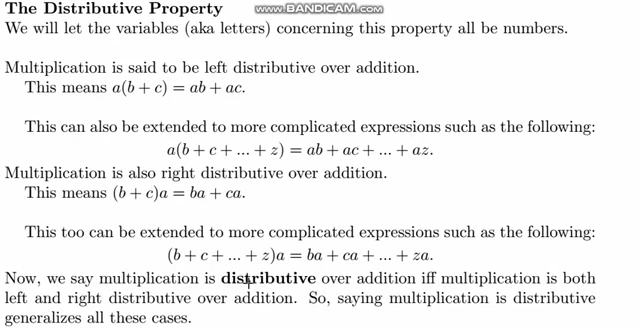 The Distributive Property
www.BANDICAM.com
We will let the variables (aka letters) concerning this property all be numbers.
Multiplication is said to be left distributive over addition.
This means a(b + c) = ab + ac.
This can also be extended to more complicated expressions such as the following:
a(b + c + ... + z) = ab + ac + ... + az.
Multiplication is also right distributive over addition.
This means (b + c)a = ba + ca.
This too can be extended to more complicated expressions such as the following:
(b + c + ... + z)a = ba + ca + ... + za.
Now, we say multiplication is distributive over addition iff multiplication is both
left and right distributive over addition. So, saying multiplication is distributive
generalizes all these cases.